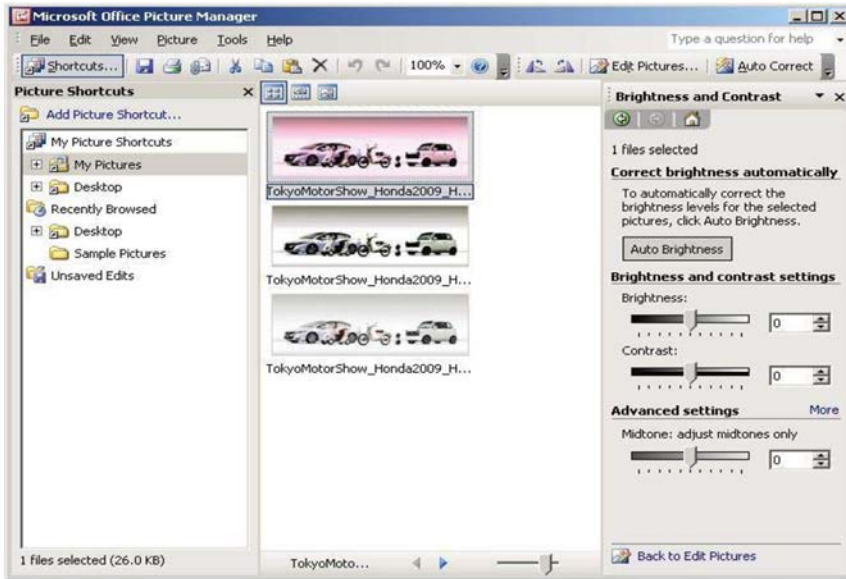 Microsoft Office Picture Manager
File Edit View Picture Tools Help
Type a question for help
Shortcuts... 100% Edit Pictures... Auto Correct
Picture Shortcuts
Add Picture Shortcut...
My Picture Shortcuts
My Pictures
Desktop
Recently Browsed
Desktop
Sample Pictures
Unsaved Edits
1 files selected (26.0 KB)
TokyoMotorShow_Honda2009_H...
TokyoMotorShow_Honda2009_H...
TokyoMotorShow_Honda2009_H...
TokyoMoto...
Brightness and Contrast
1 files selected
Correct brightness automatically
To automatically correct the
brightness levels for the selected
pictures, click Auto Brightness.
Auto Brightness
Brightness and contrast settings
Brightness:
0
Contrast:
0
Advanced settings More
Midtone: adjust midtones only
0
Back to Edit Pictures